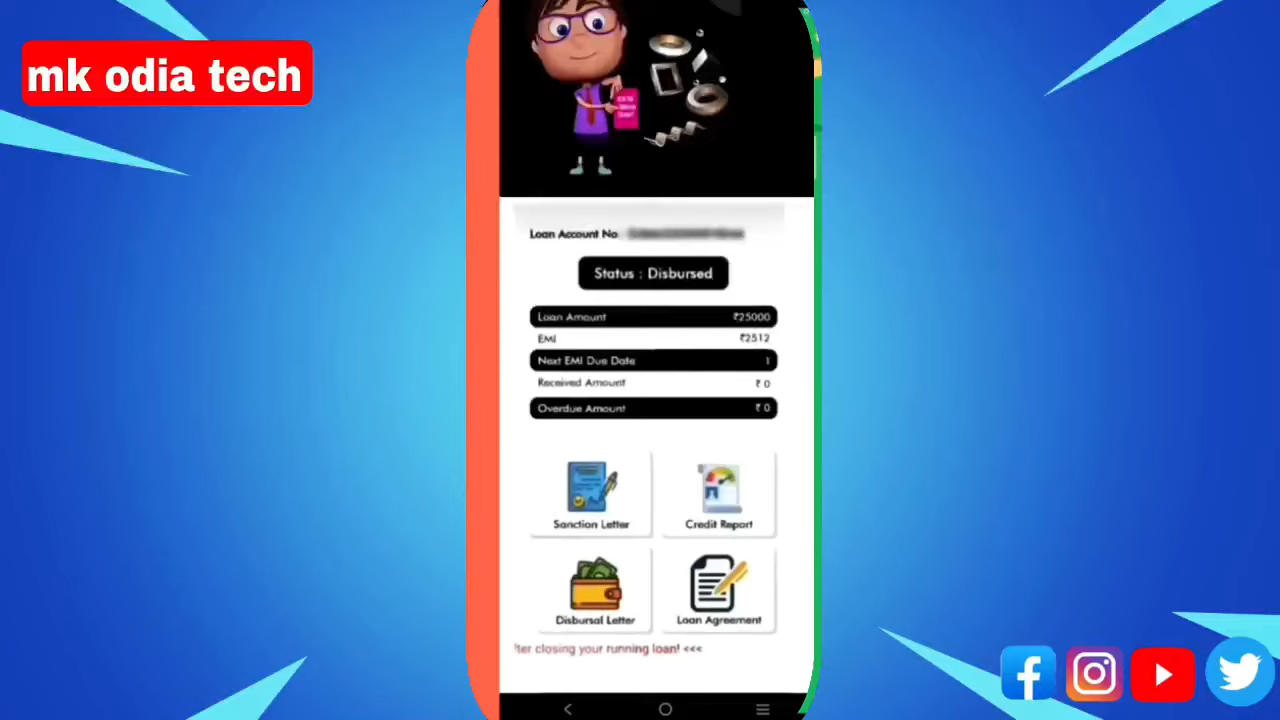 mk odia tech
Loan Account No
Status : Disbursed
Loan Amount ₹25000
EMI ₹2512
Next EMI Due Date 1
Received Amount ₹ 0
Overdue Amount ₹ 0
Sanction Letter Credit Report
Disbursal Letter Loan Agreement
fter closing your running loan! <<<